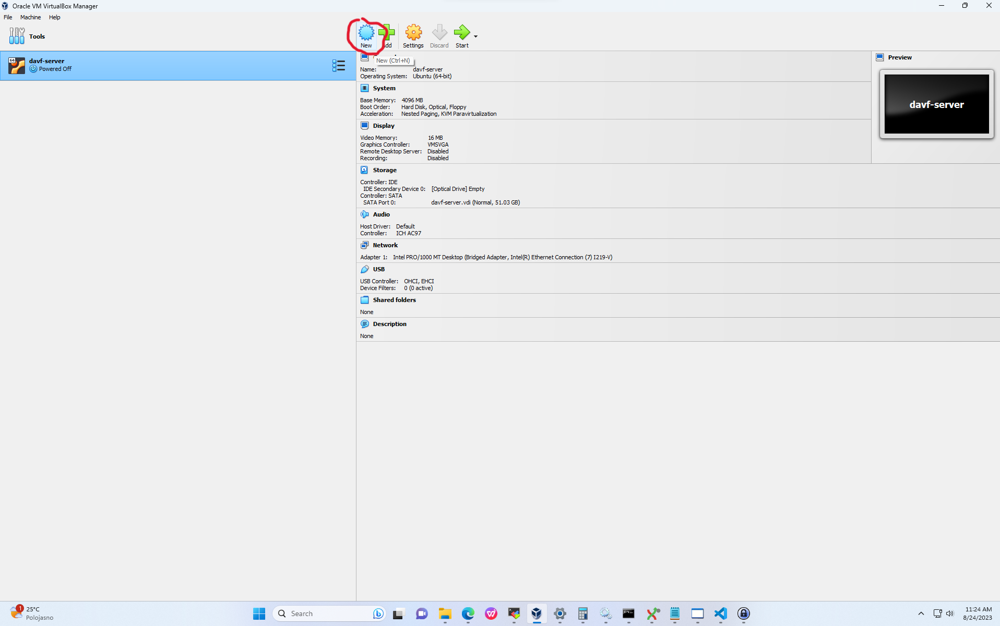 Oracle VM VirtualBox Manager
File Machine Help
Tools
New
Settings
Discard
Start
New (Ctrl+N)
64
davf-server
Powered Off
Name: davf-server
Operating System: Ubuntu (64-bit)
System
Base Memory: 4096 MB
Boot Order: Hard Disk, Optical, Floppy
Acceleration: Nested Paging, KVM Paravirtualization
Display
Video Memory: 16 MB
Graphics Controller: VMSVGA
Remote Desktop Server: Disabled
Recording: Disabled
Preview
davf-server
Storage
Controller: IDE
IDE Secondary Device 0: [Optical Drive] Empty
Controller: SATA
SATA Port 0: davf-server.vdi (Normal, 51.03 GB)
Audio
Host Driver: Default
Controller: ICH AC97
Network
Adapter 1: Intel PRO/1000 MT Desktop (Bridged Adapter, Intel(R) Ethernet Connection (7) I219-V)
USB
USB Controller: OHCI, EHCI
Device Filters: 0 (0 active)
Shared folders
None
Description
None
1
25°C
Polojasno
Search
11:24 AM
8/24/2023